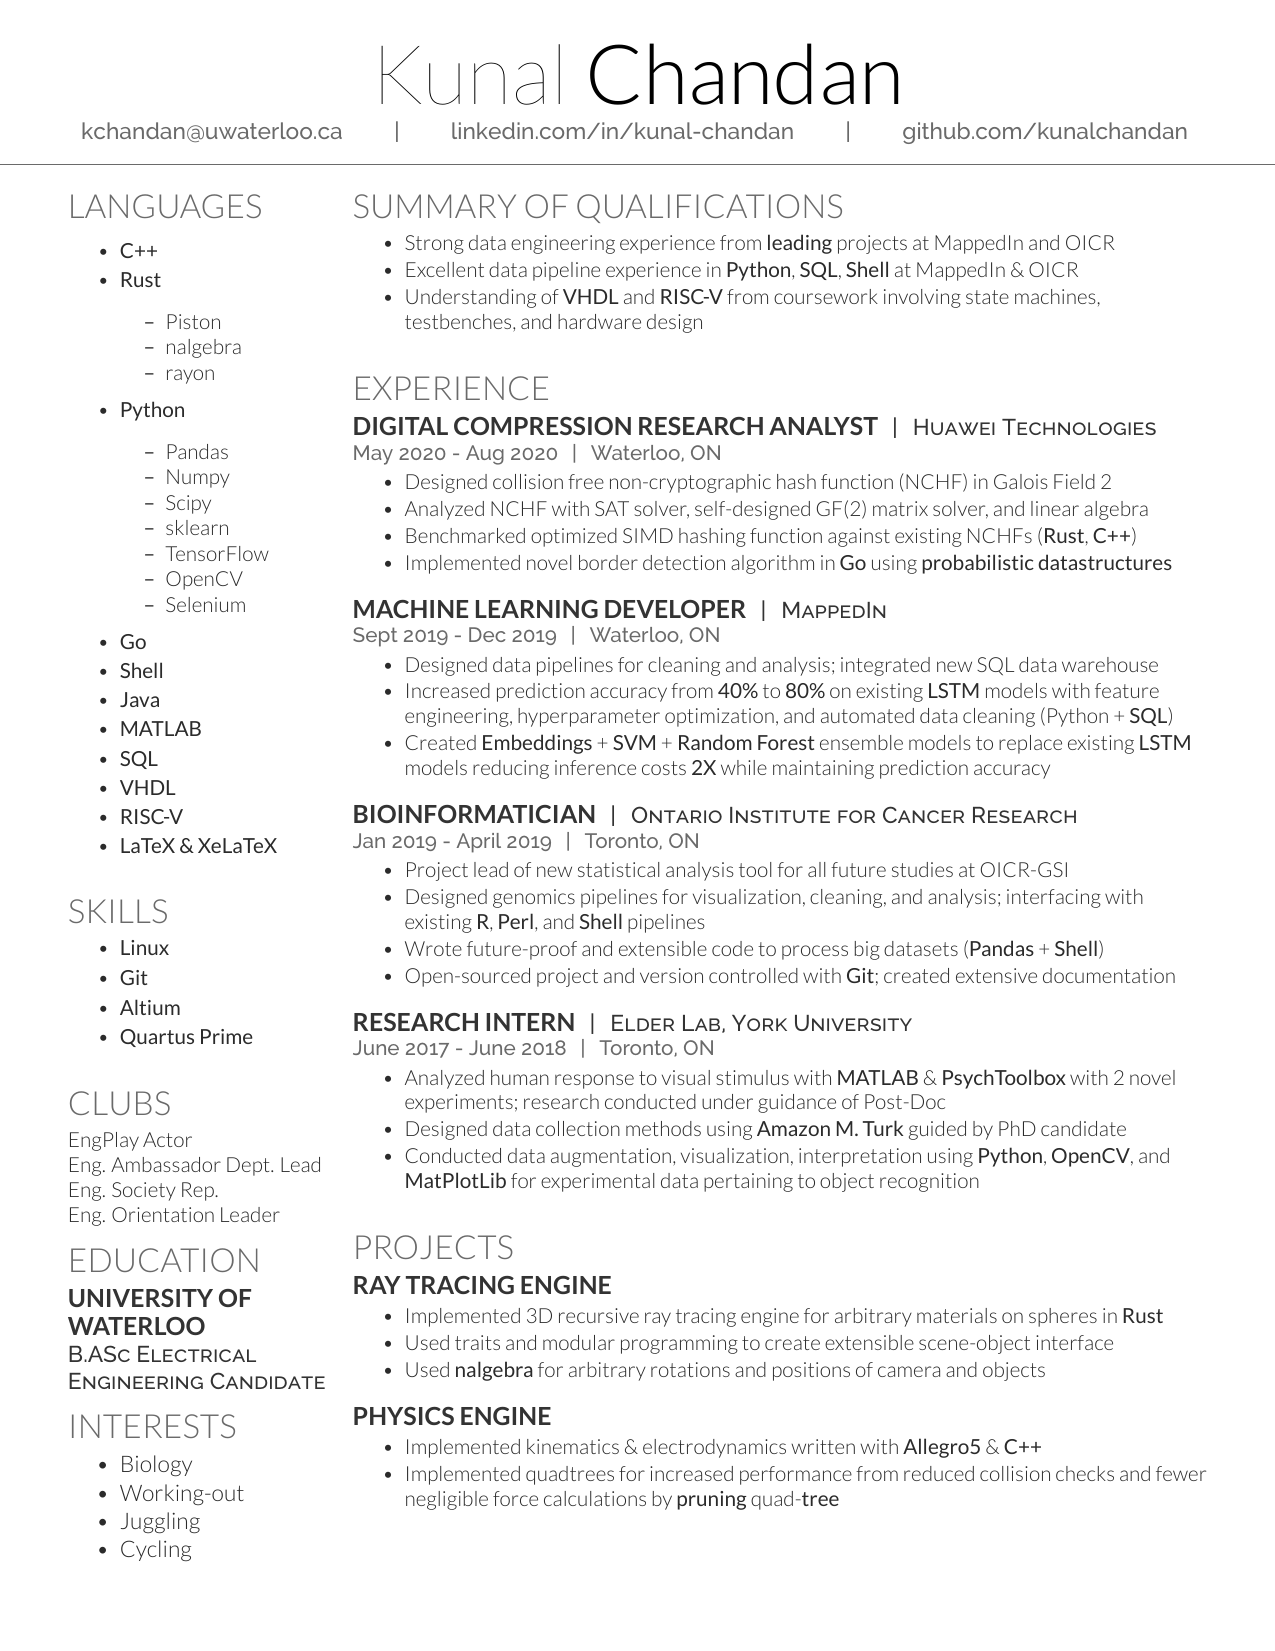 Kunal Chandan
kchandan@uwaterloo.ca | linkedin.com/in/kunal-chandan | github.com/kunalchandan
LANGUAGES
• C++
• Rust
– Piston
– nalgebra
– rayon
• Python
– Pandas
– Numpy
– Scipy
– sklearn
– TensorFlow
– OpenCV
– Selenium
• Go
• Shell
• Java
• MATLAB
• SQL
• VHDL
• RISC-V
• LaTeX & XeLaTeX
SKILLS
• Linux
• Git
• Altium
• Quartus Prime
CLUBS
EngPlay Actor
Eng. Ambassador Dept. Lead
Eng. Society Rep.
Eng. Orientation Leader
EDUCATION
UNIVERSITY OF
WATERLOO
B.ASc Electrical
Engineering Candidate
INTERESTS
• Biology
• Working-out
• Juggling
• Cycling
SUMMARY OF QUALIFICATIONS
• Strong data engineering experience from leading projects at MappedIn and OICR
• Excellent data pipeline experience in Python, SQL, Shell at MappedIn & OICR
• Understanding of VHDL and RISC-V from coursework involving state machines,
testbenches, and hardware design
EXPERIENCE
DIGITAL COMPRESSION RESEARCH ANALYST | Huawei Technologies
May 2020 - Aug 2020 | Waterloo, ON
• Designed collision free non-cryptographic hash function (NCHF) in Galois Field 2
• Analyzed NCHF with SAT solver, self-designed GF(2) matrix solver, and linear algebra
• Benchmarked optimized SIMD hashing function against existing NCHFs (Rust, C++)
• Implemented novel border detection algorithm in Go using probabilistic datastructures
MACHINE LEARNING DEVELOPER | MappedIn
Sept 2019 - Dec 2019 | Waterloo, ON
• Designed data pipelines for cleaning and analysis; integrated new SQL data warehouse
• Increased prediction accuracy from 40% to 80% on existing LSTM models with feature
engineering, hyperparameter optimization, and automated data cleaning (Python + SQL)
• Created Embeddings + SVM + Random Forest ensemble models to replace existing LSTM
models reducing inference costs 2X while maintaining prediction accuracy
BIOINFORMATICIAN | Ontario Institute for Cancer Research
Jan 2019 - April 2019 | Toronto, ON
• Project lead of new statistical analysis tool for all future studies at OICR-GSI
• Designed genomics pipelines for visualization, cleaning, and analysis; interfacing with
existing R, Perl, and Shell pipelines
• Wrote future-proof and extensible code to process big datasets (Pandas + Shell)
• Open-sourced project and version controlled with Git; created extensive documentation
RESEARCH INTERN | Elder Lab, York University
June 2017 - June 2018 | Toronto, ON
• Analyzed human response to visual stimulus with MATLAB & PsychToolbox with 2 novel
experiments; research conducted under guidance of Post-Doc
• Designed data collection methods using Amazon M. Turk guided by PhD candidate
• Conducted data augmentation, visualization, interpretation using Python, OpenCV, and
MatPlotLib for experimental data pertaining to object recognition
PROJECTS
RAY TRACING ENGINE
• Implemented 3D recursive ray tracing engine for arbitrary materials on spheres in Rust
• Used traits and modular programming to create extensible scene-object interface
• Used nalgebra for arbitrary rotations and positions of camera and objects
PHYSICS ENGINE
• Implemented kinematics & electrodynamics written with Allegro5 & C++
• Implemented quadtrees for increased performance from reduced collision checks and fewer
negligible force calculations by pruning quad-tree